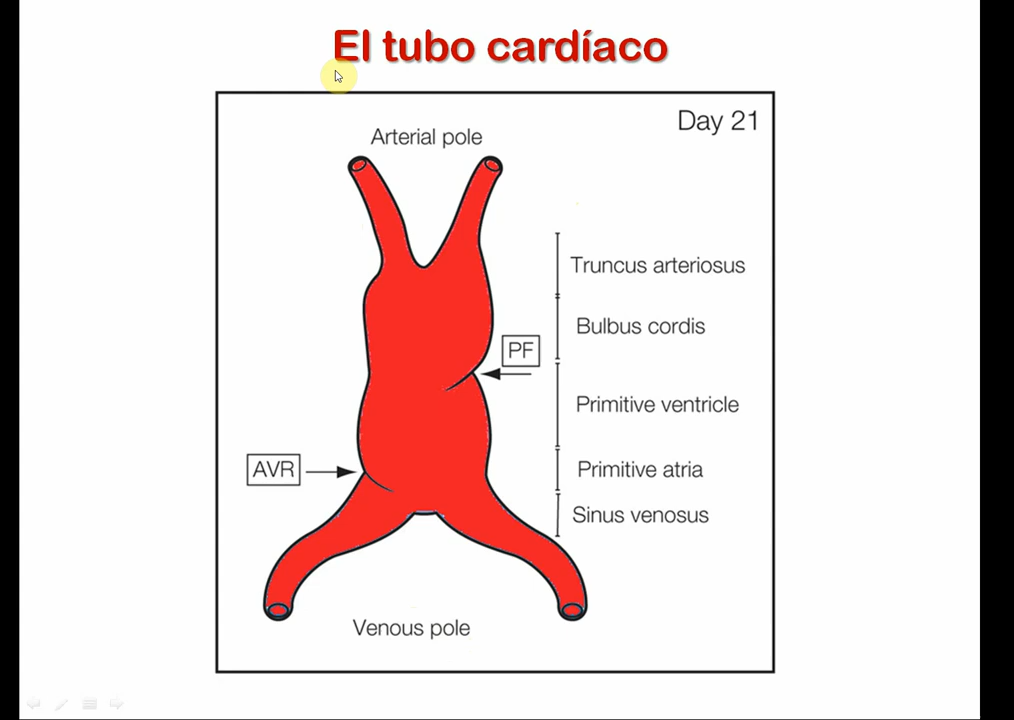 El tubo cardíaco
Day 21
Arterial pole
Truncus arteriosus
Bulbus cordis
PF
Primitive ventricle
AVR
Primitive atria
Sinus venosus
Venous pole